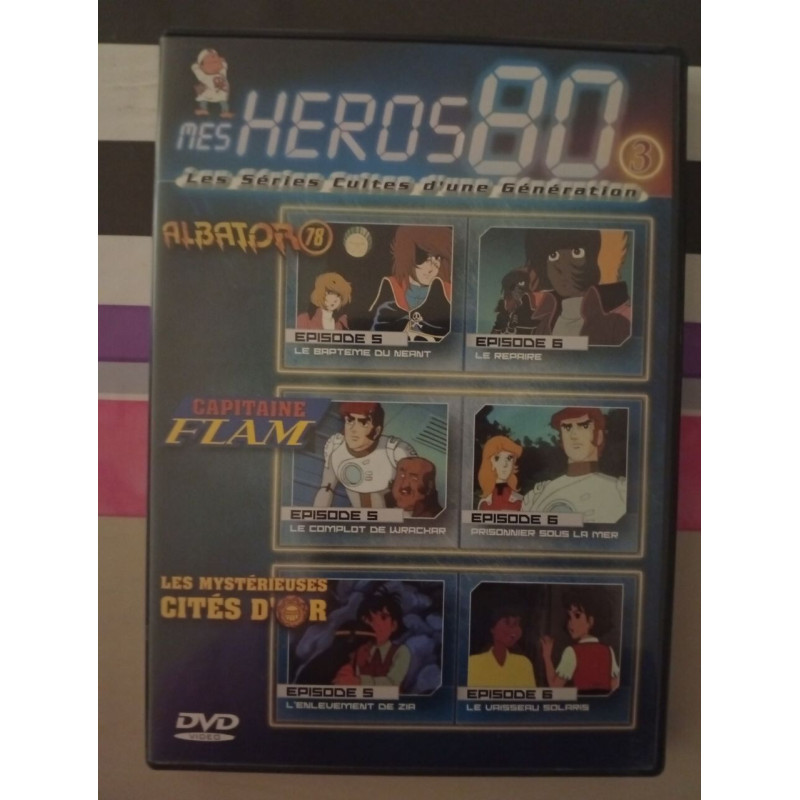 MES HEROS 80
3
Les Séries Cultes d'une Génération
ALBATOR 78
EPISODE 5
LE BAPTEME DU NEANT
EPISODE 6
LE REPAIRE
CAPITAINE
FLAM
EPISODE 5
LE COMPLOT DE WRACHAR
EPISODE 6
PRISONNIER SOUS LA MER
LES MYSTÉRIEUSES
CITÉS D'OR
EPISODE 5
L'ENLEVEMENT DE ZIA
EPISODE 6
LE VAISSEAU SOLARIS
DVD
VIDEO